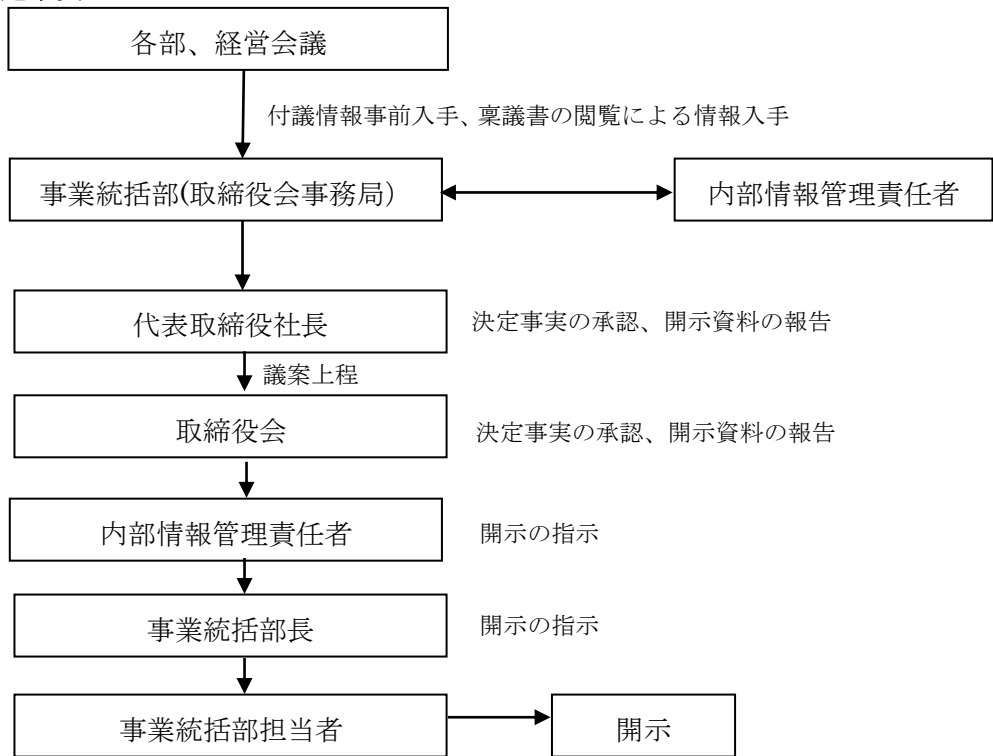 各部、経営会議
付議情報事前入手、稟議書の閲覧による情報入手
事業統括部(取締役会事務局)
内部情報管理責任者
代表取締役社長
決定事実の承認、開示資料の報告
議案上程
取締役会
決定事実の承認、開示資料の報告
内部情報管理責任者
開示の指示
事業統括部長
開示の指示
事業統括部担当者
開示